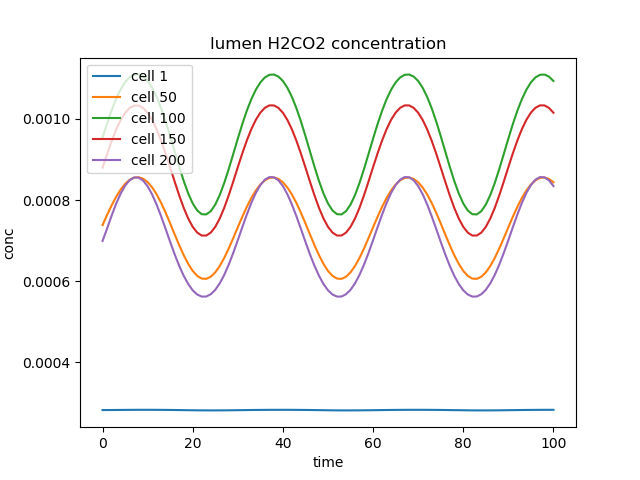 lumen H2CO2 concentration
cell 1
cell 50
cell 100
cell 150
cell 200
0.0010
0.0008
0.0006
0.0004
conc
0
20
40
60
80
100
time